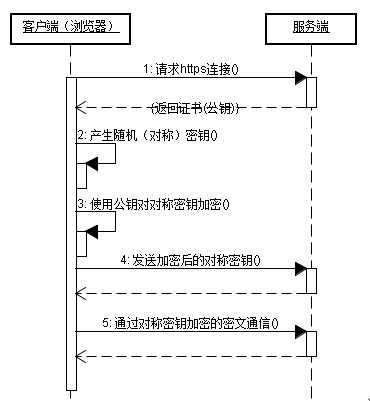 客户端（浏览器）
服务端
1: 请求https连接()
(返回证书(公钥))
2: 产生随机（对称）密钥()
3: 使用公钥对对称密钥加密()
4: 发送加密后的对称密钥()
5: 通过对称密钥加密的密文通信()